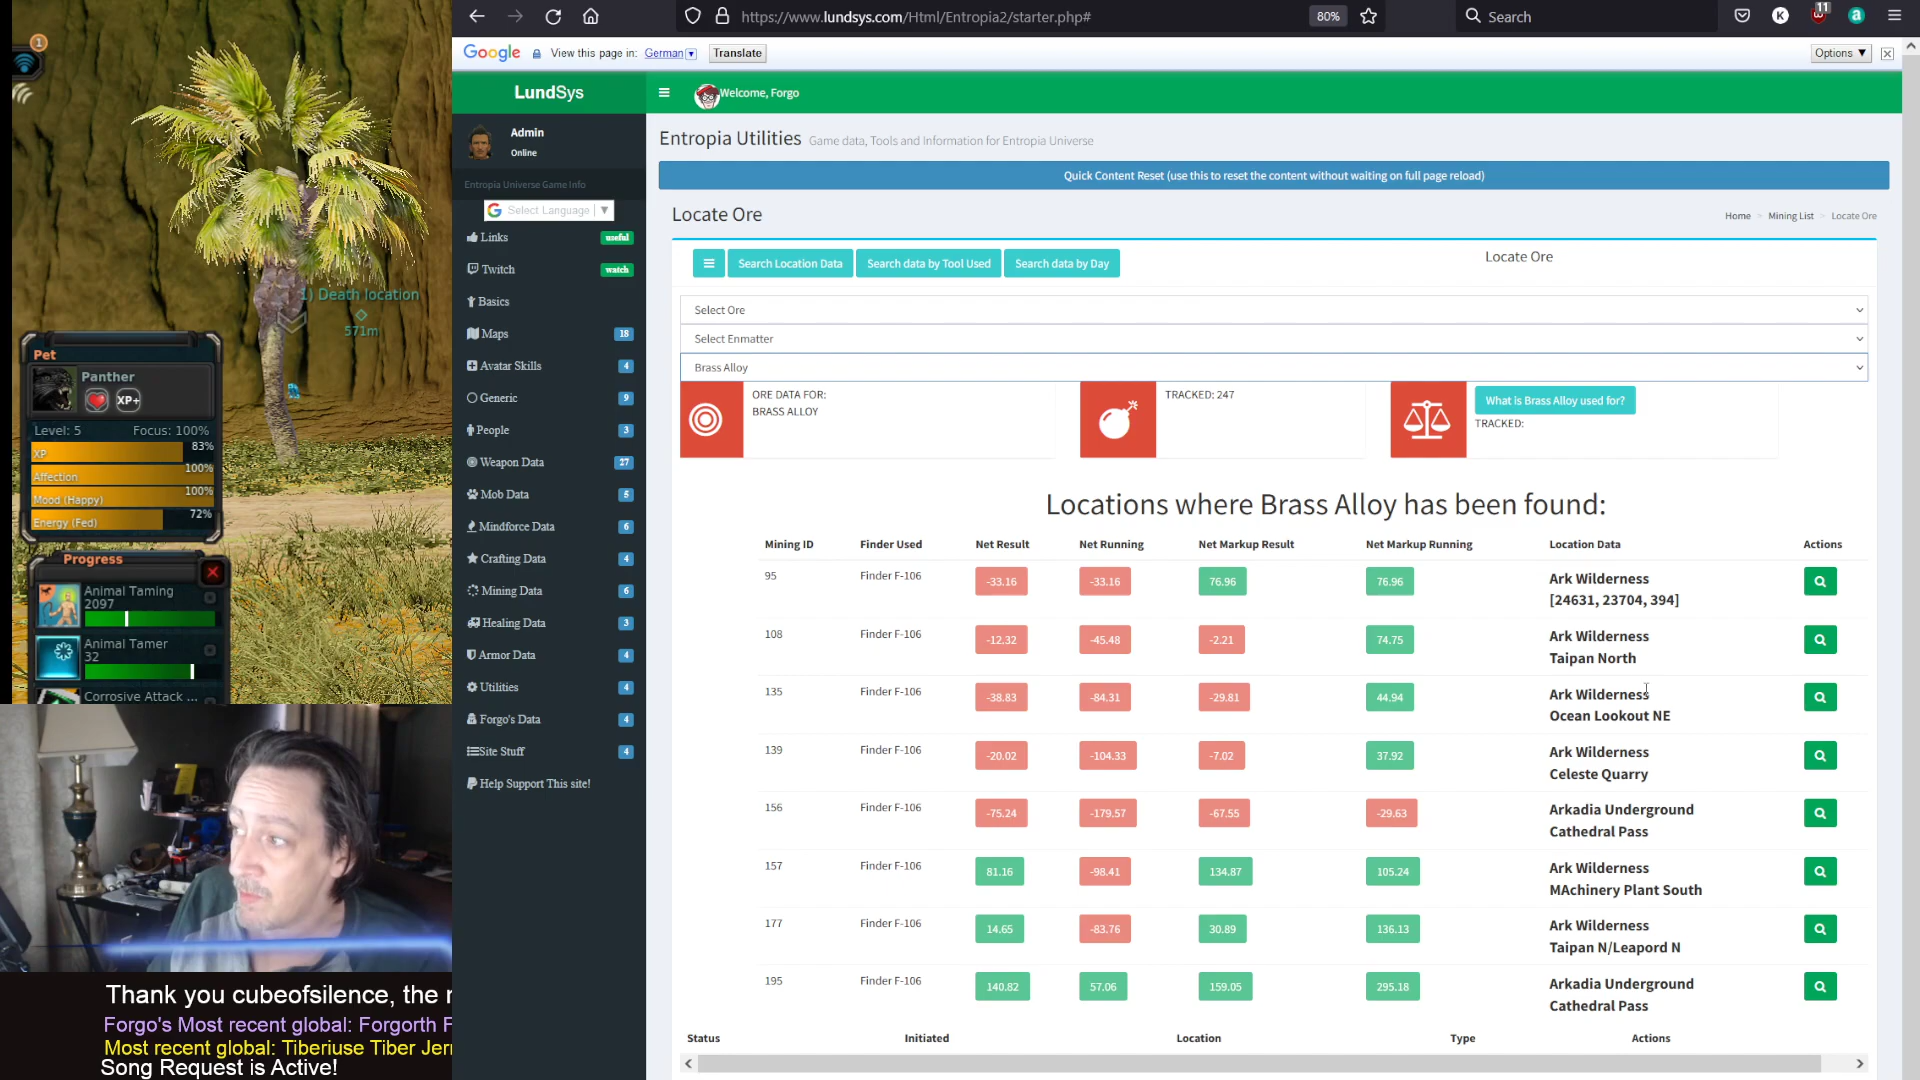 https://www.lundsys.com/Html/Entropia2/starter.php#
80%
Search
11
K
a
Google
View this page in: German
Translate
Options ▼
LundSys
Welcome, Forgo
Admin
Online
Entropia Universe Game Info
Select Language ▼
Links useful
Twitch watch
Basics
Maps 18
Avatar Skills 4
Generic 9
People 3
Weapon Data 27
Mob Data 5
Mindforce Data 6
Crafting Data 4
Mining Data 6
Healing Data 3
Armor Data 4
Utilities 4
Forgo's Data 4
Site Stuff 4
Help Support This site!
Entropia Utilities Game data, Tools and Information for Entropia Universe
Quick Content Reset (use this to reset the content without waiting on full page reload)
Locate Ore
Home Mining List Locate Ore
Search Location Data Search data by Tool Used Search data by Day
Locate Ore
Select Ore
Select Enmatter
Brass Alloy
ORE DATA FOR:
BRASS ALLOY
TRACKED: 247
What is Brass Alloy used for?
TRACKED:
Locations where Brass Alloy has been found:
Mining ID Finder Used Net Result Net Running Net Markup Result Net Markup Running Location Data Actions
95 Finder F-106 -33.16 -33.16 76.96 76.96 Ark Wilderness
[24631, 23704, 394]
108 Finder F-106 -12.32 -45.48 -2.21 74.75 Ark Wilderness
Taipan North
135 Finder F-106 -38.83 -84.31 -29.81 44.94 Ark Wilderness
Ocean Lookout NE
139 Finder F-106 -20.02 -104.33 -7.02 37.92 Ark Wilderness
Celeste Quarry
156 Finder F-106 -75.24 -179.57 -67.55 -29.63 Arkadia Underground
Cathedral Pass
157 Finder F-106 81.16 -98.41 134.87 105.24 Ark Wilderness
MAchinery Plant South
177 Finder F-106 14.65 -83.76 30.89 136.13 Ark Wilderness
Taipan N/Leapord N
195 Finder F-106 140.82 57.06 159.05 295.18 Arkadia Underground
Cathedral Pass
Status Initiated Location Type Actions
1
1) Death location
571m
Pet
Panther
XP+
Level: 5 Focus: 100%
XP 83%
Affection 100%
Mood (Happy) 100%
Energy (Fed) 72%
Progress
Animal Taming
2097
Animal Tamer
32
Corrosive Attack ...
Thank you cubeofsilence, the
Forgo's Most recent global: Forgorth
Most recent global: Tiberiuse Tiber
Song Request is Active!